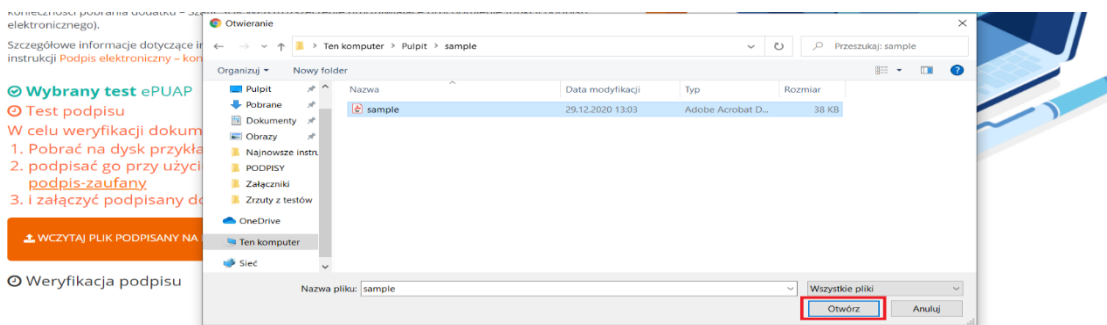 elektronicznego).
Szczegółowe informacje dotyczące ir
instrukcji Podpis elektroniczny – kon
Wybrany test ePUAP
Test podpisu
W celu weryfikacji dokum
1. Pobrać na dysk przykła
2. podpisać go przy użyci
podpis-zaufany
3. i załączyć podpisany do
WCZYTAJ PLIK PODPISANY NA
Weryfikacja podpisu
Otwieranie
Ten komputer > Pulpit > sample
Przeszukaj: sample
Organizuj
Nowy folder
Pulpit
Pobrane
Dokumenty
Obrazy
Najnowsze instru
PODPISY
Załączniki
Zrzuty z testów
OneDrive
Ten komputer
Sieć
Nazwa Data modyfikacji Typ Rozmiar
sample 29.12.2020 13:03 Adobe Acrobat D... 38 KB
Nazwa pliku: sample
Wszystkie pliki
Otwórz Anuluj